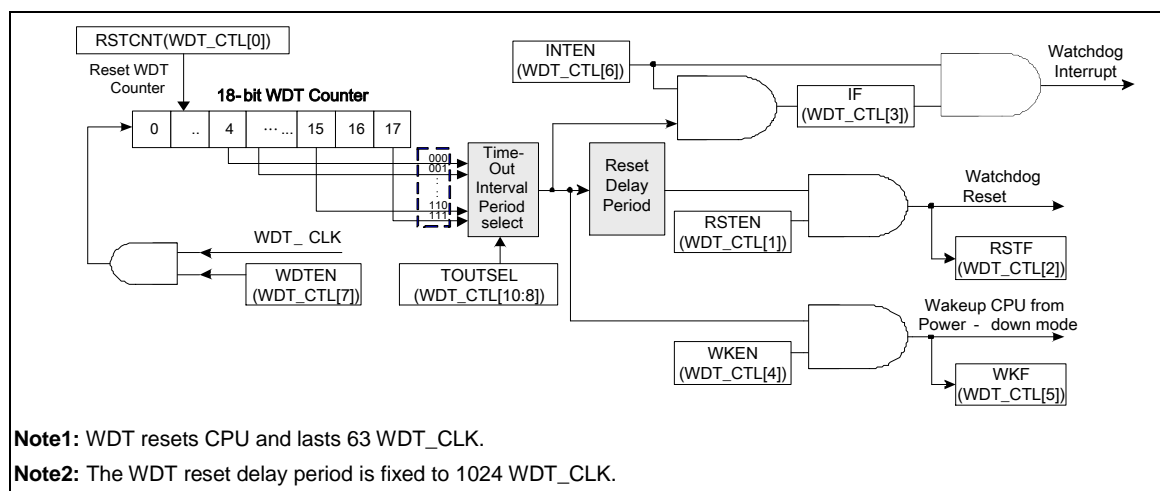 RSTCNT(WDT_CTL[0])
Reset WDT
Counter
18-bit WDT Counter
0 .. 4 ...... 15 16 17
000
001
110
111
Time-
Out
Interval
Period
select
TOUTSEL
(WDT_CTL[10:8])
WDT_ CLK
WDTEN
(WDT_CTL[7])
INTEN
(WDT_CTL[6])
IF
(WDT_CTL[3])
Watchdog
Interrupt
Reset
Delay
Period
RSTEN
(WDT_CTL[1])
Watchdog
Reset
RSTF
(WDT_CTL[2])
WKEN
(WDT_CTL[4])
Wakeup CPU from
Power - down mode
WKF
(WDT_CTL[5])
Note1: WDT resets CPU and lasts 63 WDT_CLK.
Note2: The WDT reset delay period is fixed to 1024 WDT_CLK.